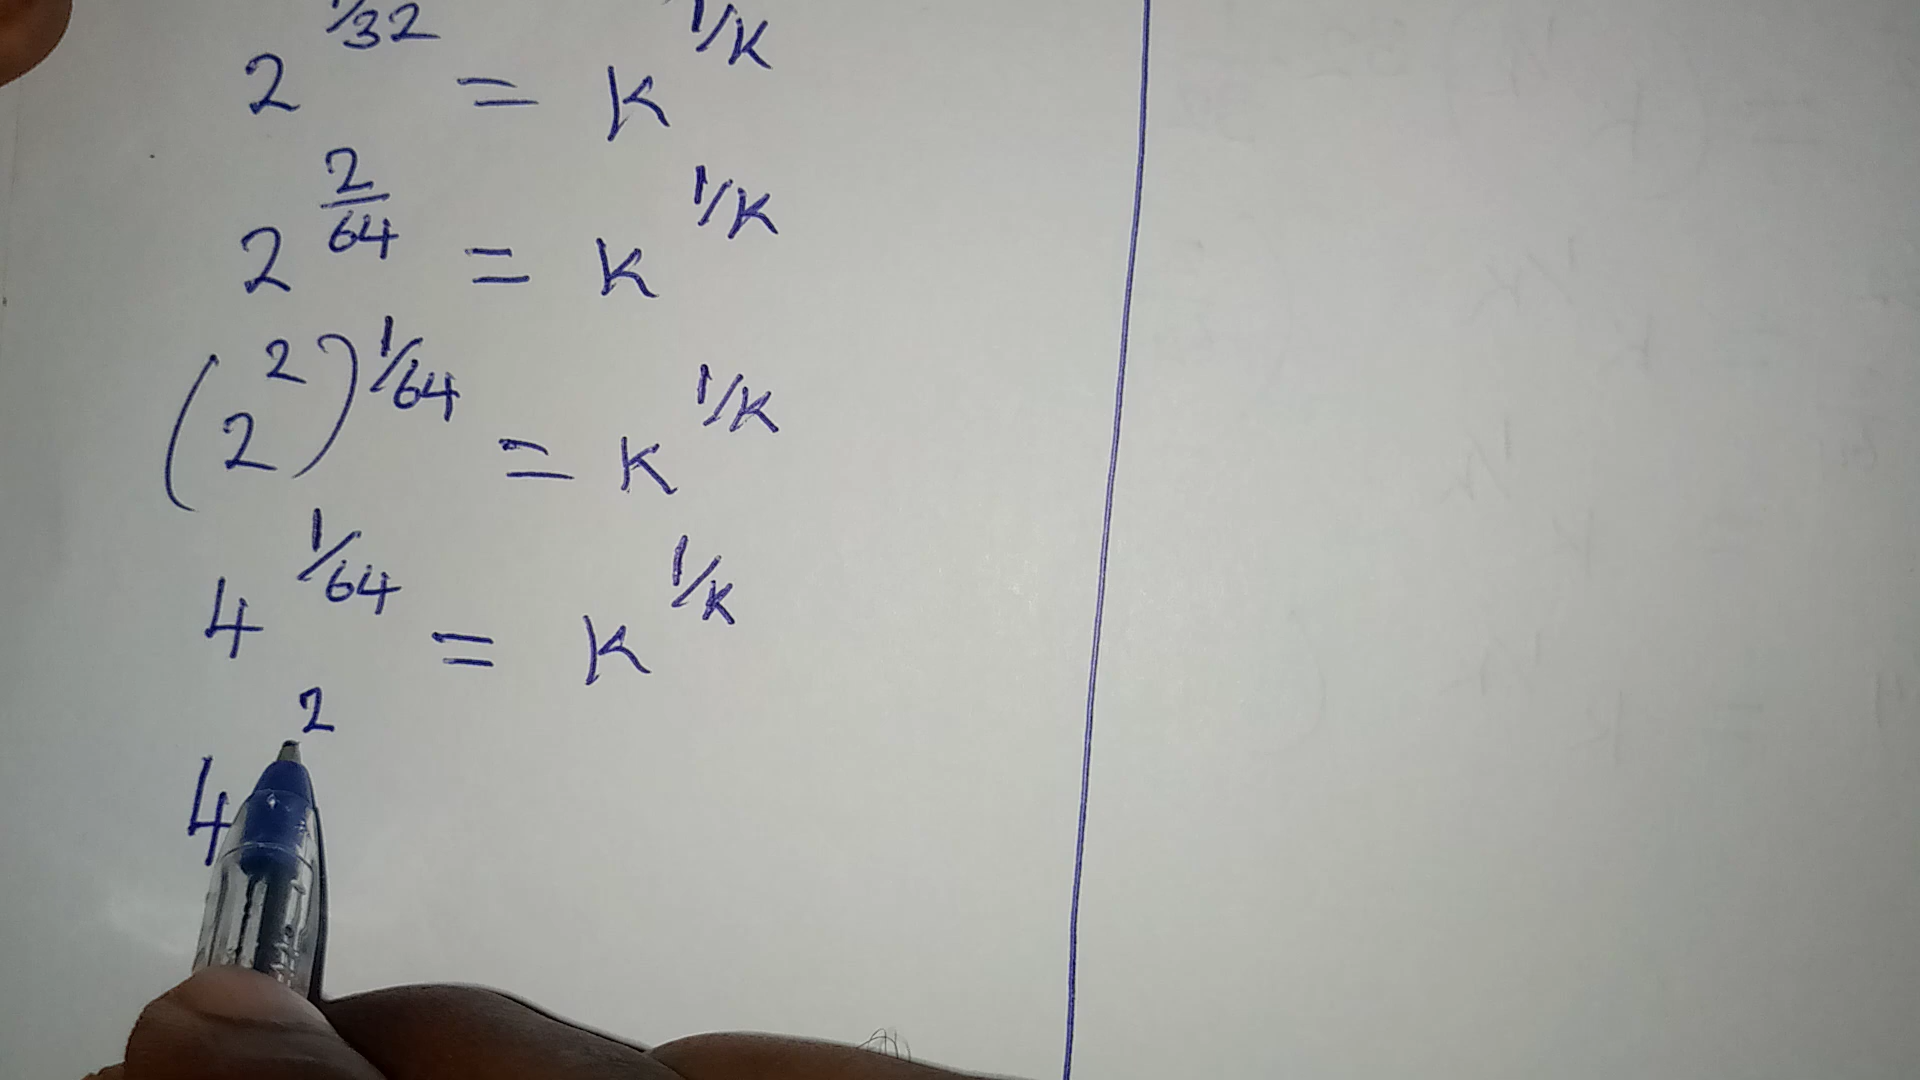 2^1/32 = K^1/K
2^2/64 = K^1/K
(2^2)^1/64 = K^1/K
4^1/64 = K^1/K
4^2